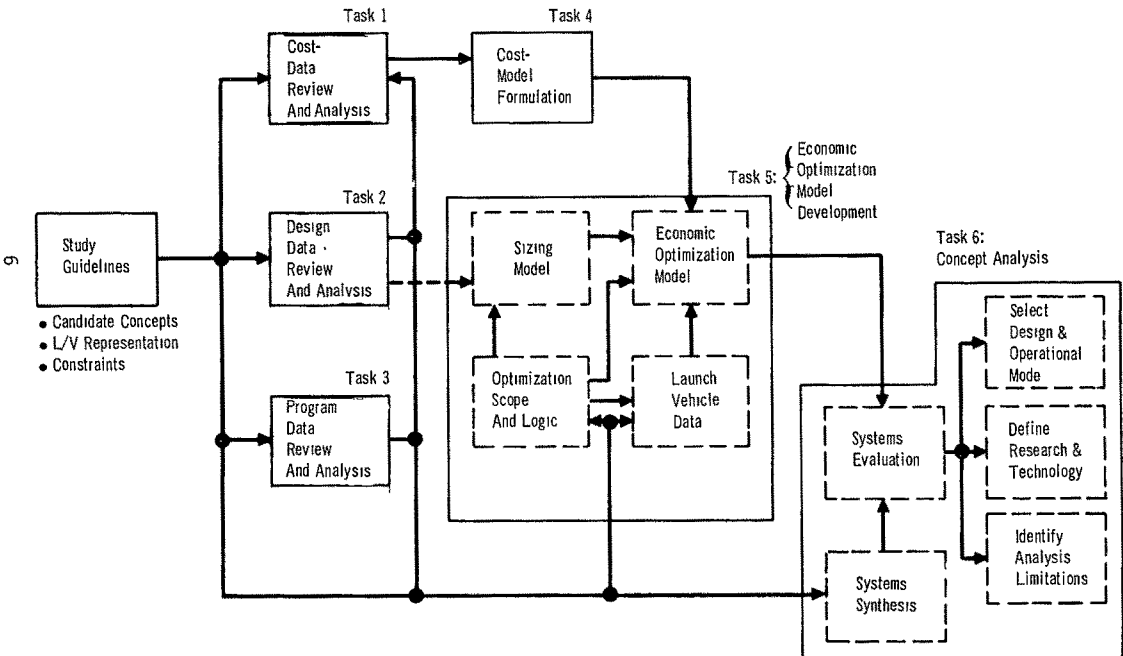 Task 1
Cost-
Data
Review
And Analysis
Task 4
Cost-
Model
Formulation
Task 5:
Economic
Optimization
Model
Development
Task 2
Design
Data
Review
And Analysis
Sizing
Model
Economic
Optimization
Model
Study
Guidelines
• Candidate Concepts
• L/V Representation
• Constraints
6
Task 3
Program
Data
Review
And Analysis
Optimization
Scope
And Logic
Launch
Vehicle
Data
Task 6:
Concept Analysis
Select
Design &
Operational
Mode
Systems
Evaluation
Define
Research &
Technology
Identify
Analysis
Limitations
Systems
Synthesis